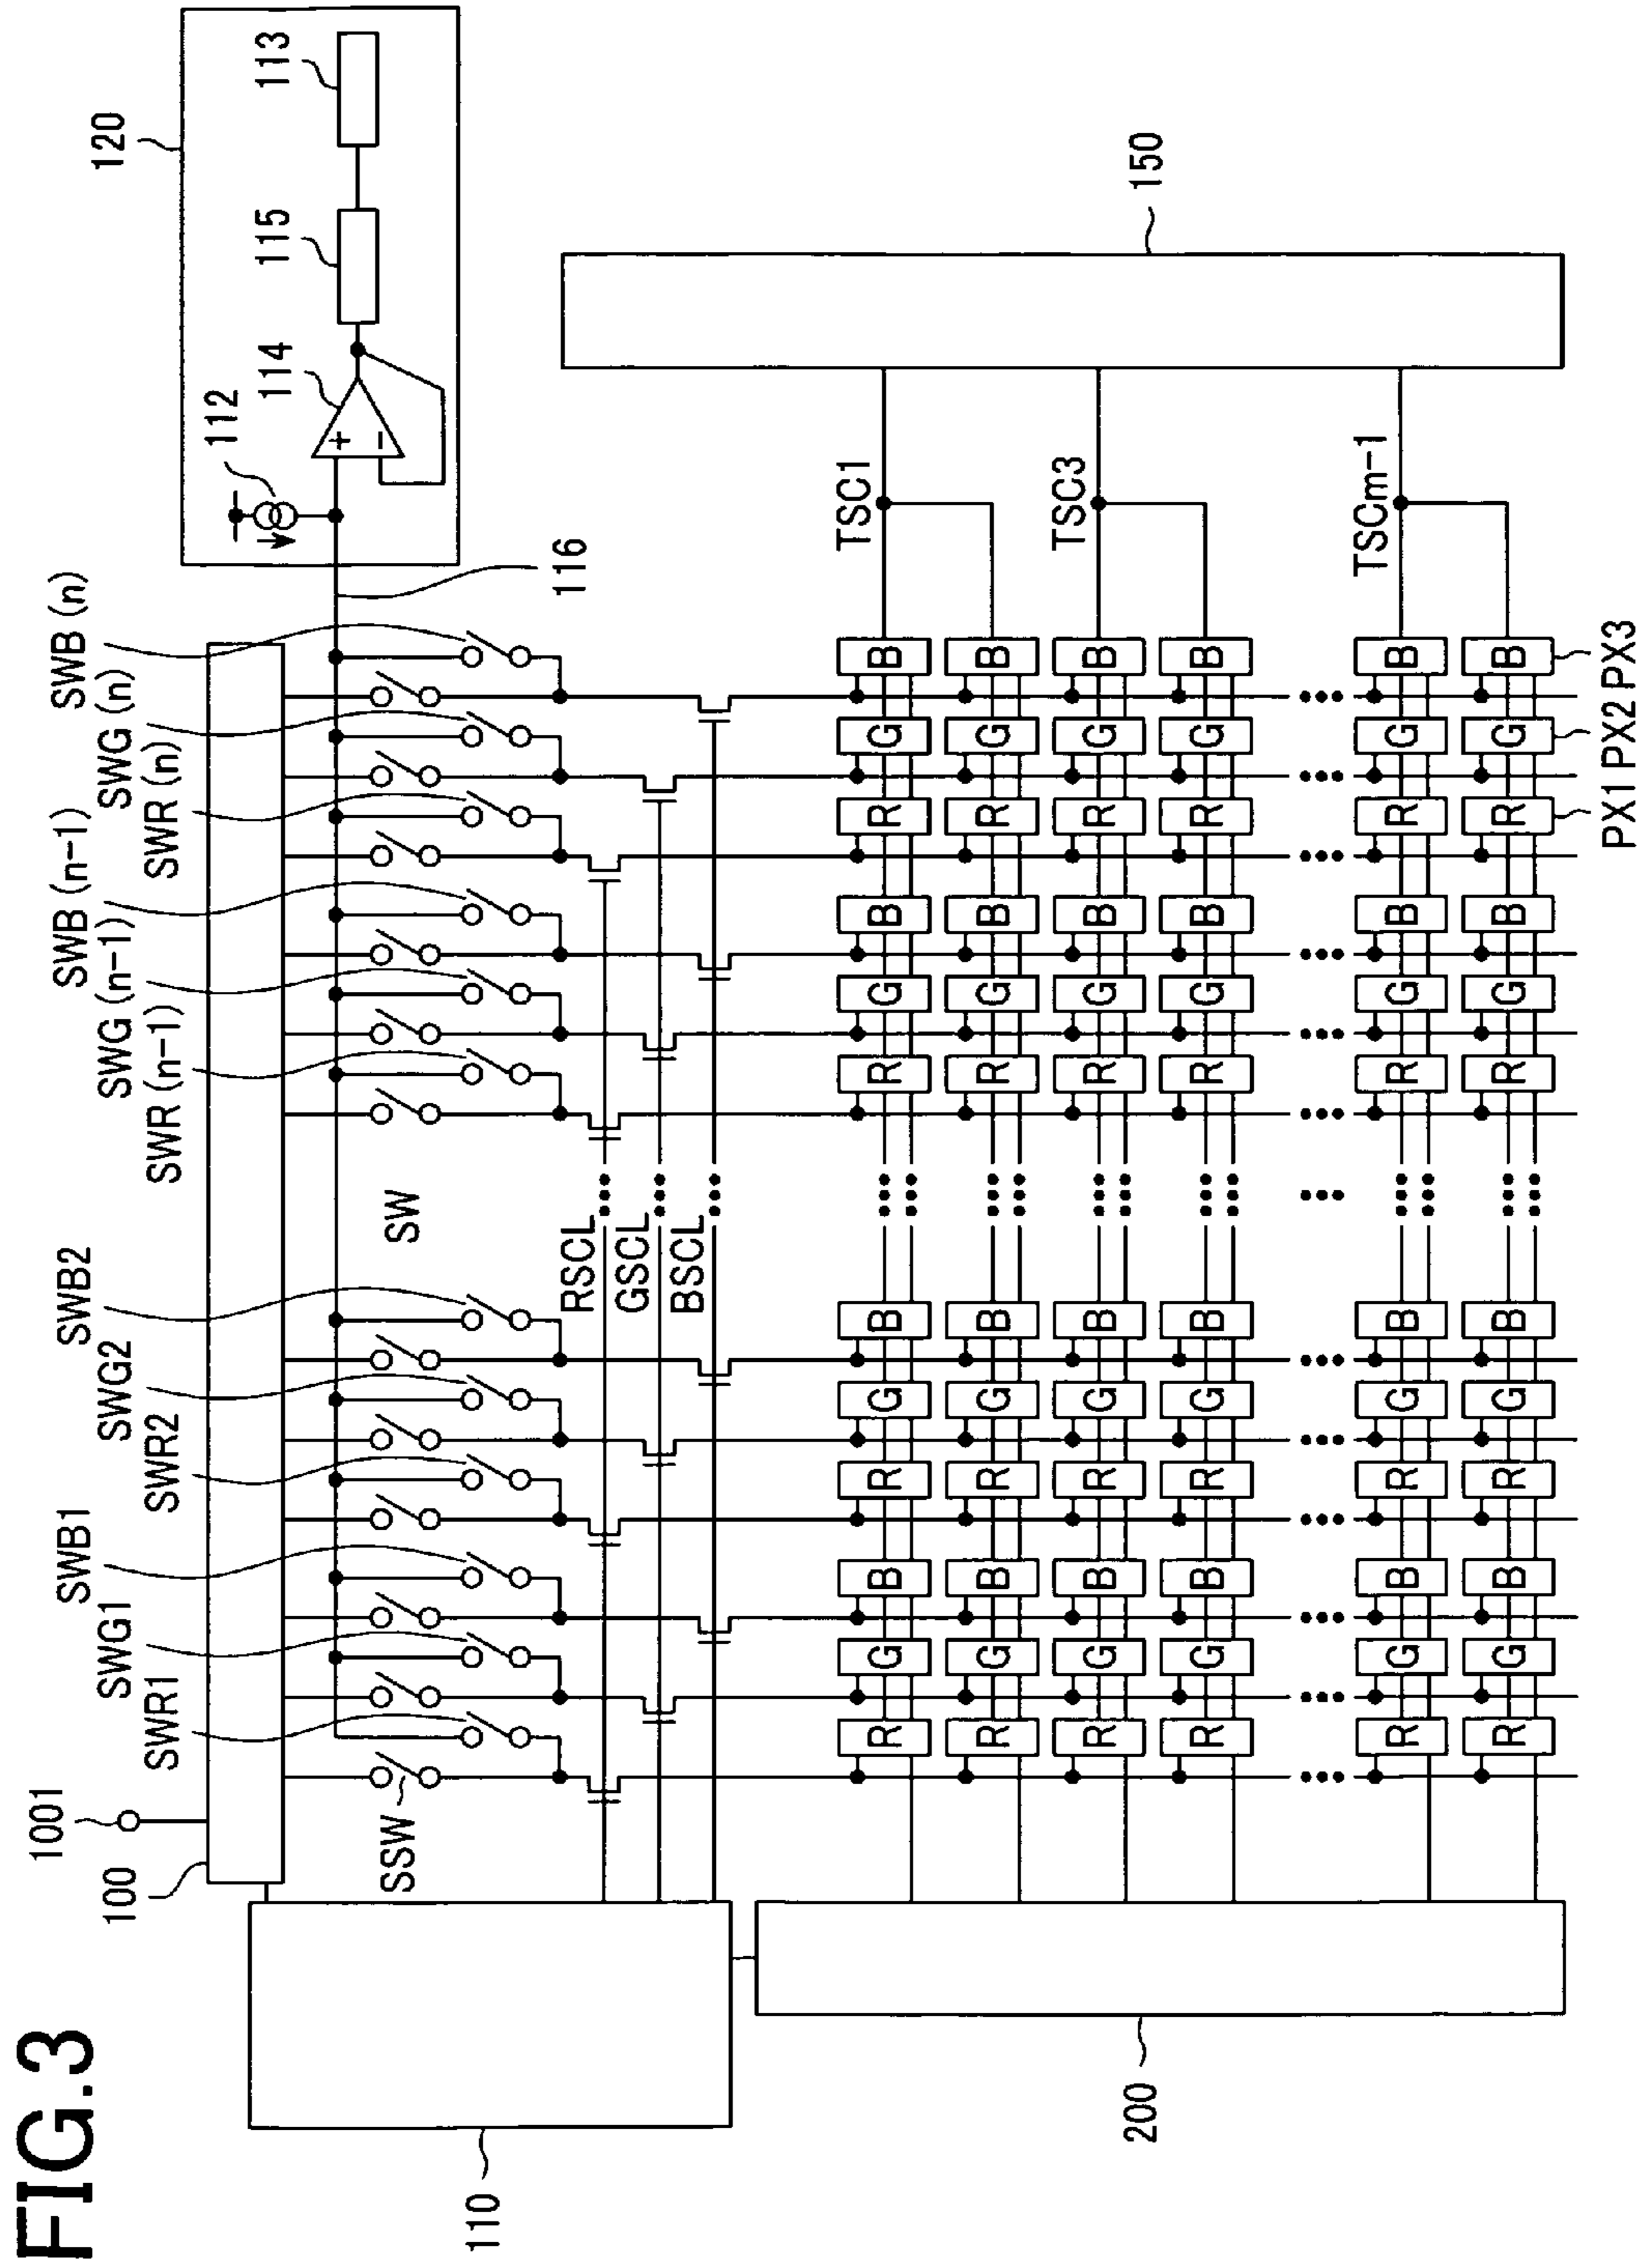 FIG.3
120
113
115
112
114
1001
100
SWR1
SWG1
SWB1
SWR2
SWG2
SWB2
SWR(n-1)
SWG(n-1)
SWB(n-1)
SWR(n)
SWG(n)
SWB(n)
116
+
−
SSW
SW
110
RSCL
GSCL
BSCL
150
TSC1
R G B R G B R G B R G B
R G B R G B R G B R G B
TSC3
R G B R G B R G B R G B
R G B R G B R G B R G B
TSCm-1
R G B R G B R G B R G B
R G B R G B R G B R G B
200
PX1 PX2 PX3